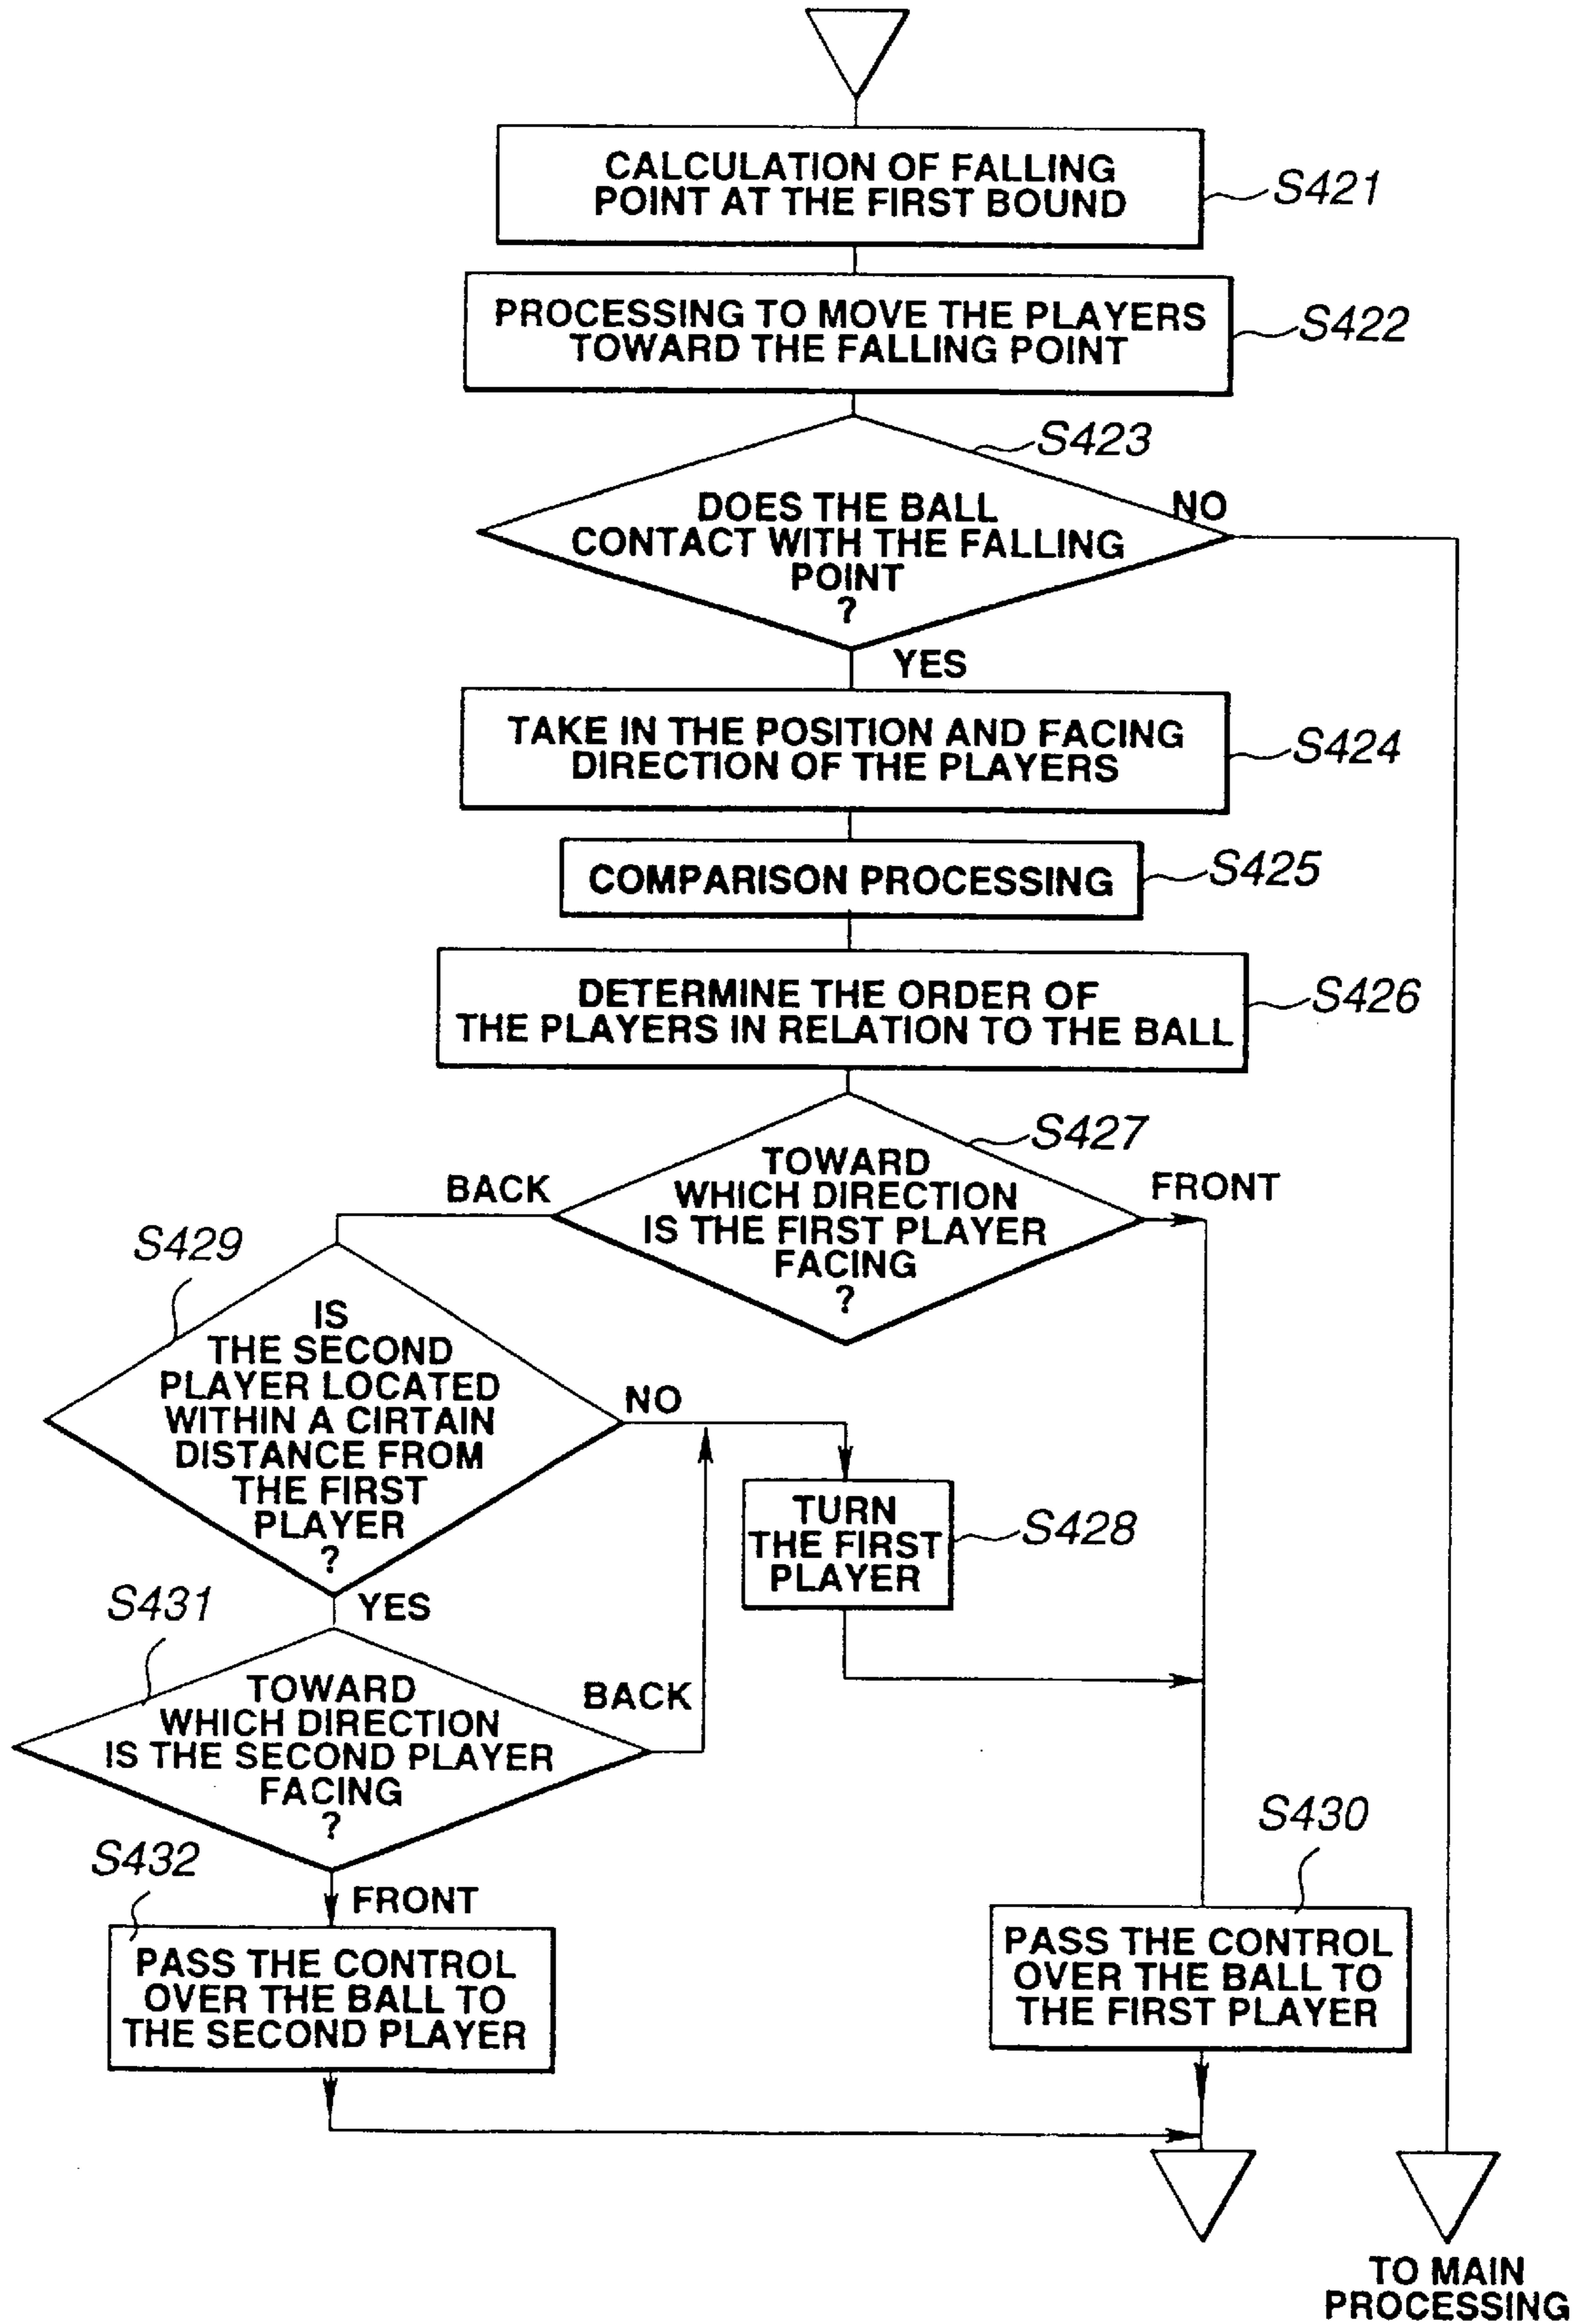 CALCULATION OF FALLING
POINT AT THE FIRST BOUND
S421
PROCESSING TO MOVE THE PLAYERS
TOWARD THE FALLING POINT
S422
S423
DOES THE BALL
CONTACT WITH THE FALLING
POINT
?
NO
YES
TAKE IN THE POSITION AND FACING
DIRECTION OF THE PLAYERS
S424
COMPARISON PROCESSING
S425
DETERMINE THE ORDER OF
THE PLAYERS IN RELATION TO THE BALL
S426
S427
TOWARD
WHICH DIRECTION
IS THE FIRST PLAYER
FACING
?
BACK
FRONT
S429
IS
THE SECOND
PLAYER LOCATED
WITHIN A CIRTAIN
DISTANCE FROM
THE FIRST
PLAYER
?
NO
TURN
THE FIRST
PLAYER
S428
YES
S431
TOWARD
WHICH DIRECTION
IS THE SECOND PLAYER
FACING
?
BACK
S432
FRONT
PASS THE CONTROL
OVER THE BALL TO
THE SECOND PLAYER
S430
PASS THE CONTROL
OVER THE BALL TO
THE FIRST PLAYER
TO MAIN
PROCESSING